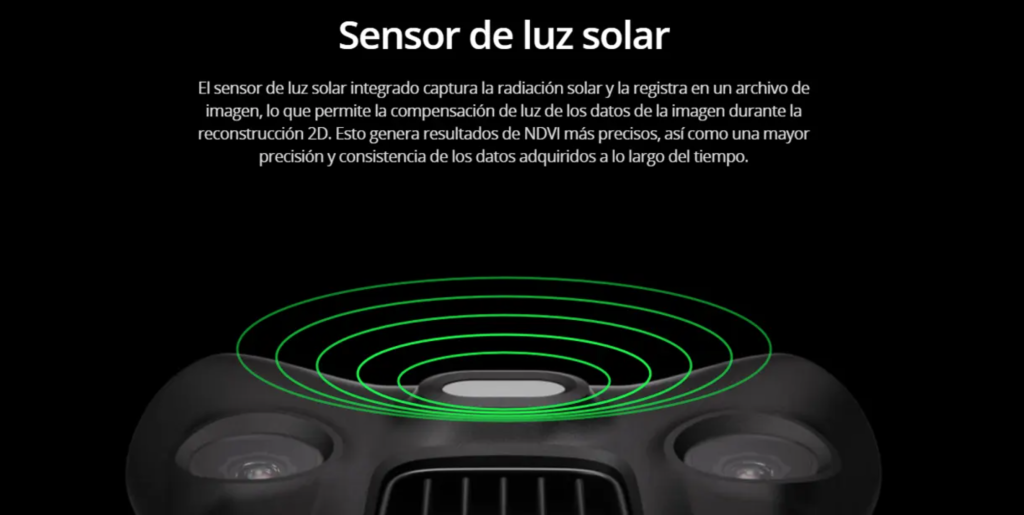 Sensor de luz solar
El sensor de luz solar integrado captura la radiación solar y la registra en un archivo de
imagen, lo que permite la compensación de luz de los datos de la imagen durante la
reconstrucción 2D. Esto genera resultados de NDVI más precisos, así como una mayor
precisión y consistencia de los datos adquiridos a lo largo del tiempo.